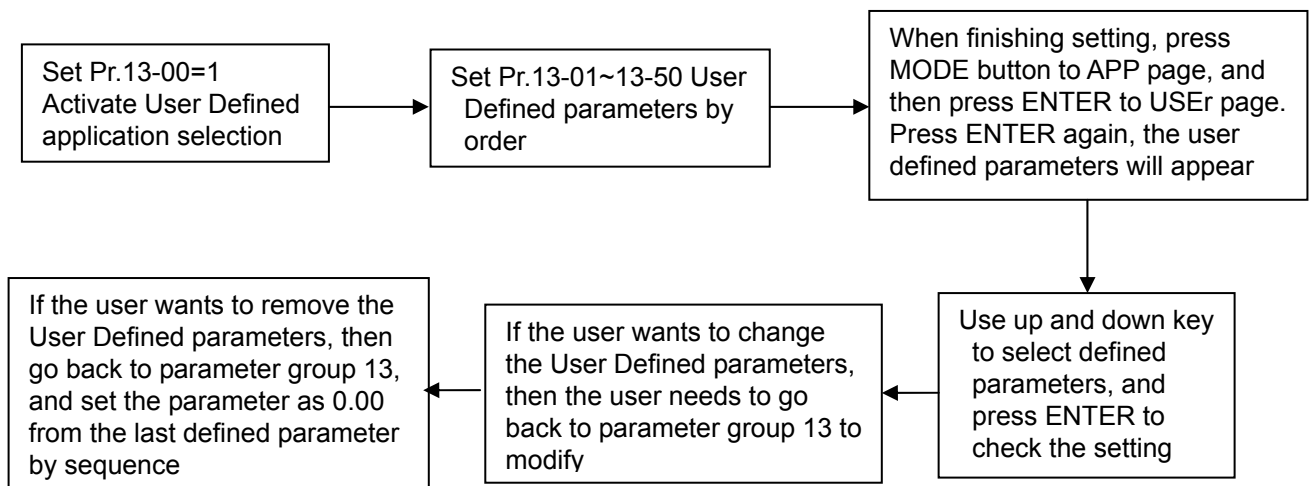 Set Pr.13-00=1
Activate User Defined
application selection
Set Pr.13-01~13-50 User
Defined parameters by
order
When finishing setting, press
MODE button to APP page, and
then press ENTER to USEr page.
Press ENTER again, the user
defined parameters will appear
Use up and down key
to select defined
parameters, and
press ENTER to
check the setting
If the user wants to change
the User Defined parameters,
then the user needs to go
back to parameter group 13 to
modify
If the user wants to remove the
User Defined parameters, then
go back to parameter group 13,
and set the parameter as 0.00
from the last defined parameter
by sequence